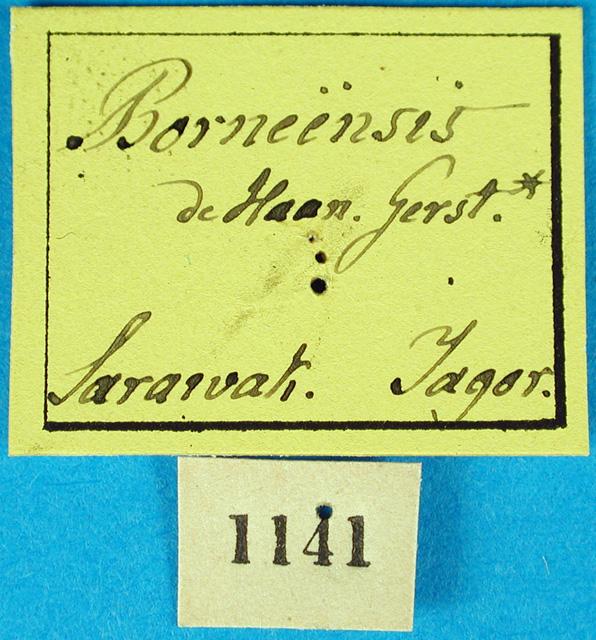 Borneënsis
de Haan. Gerst.*
Sarawak. Jagor.
1141